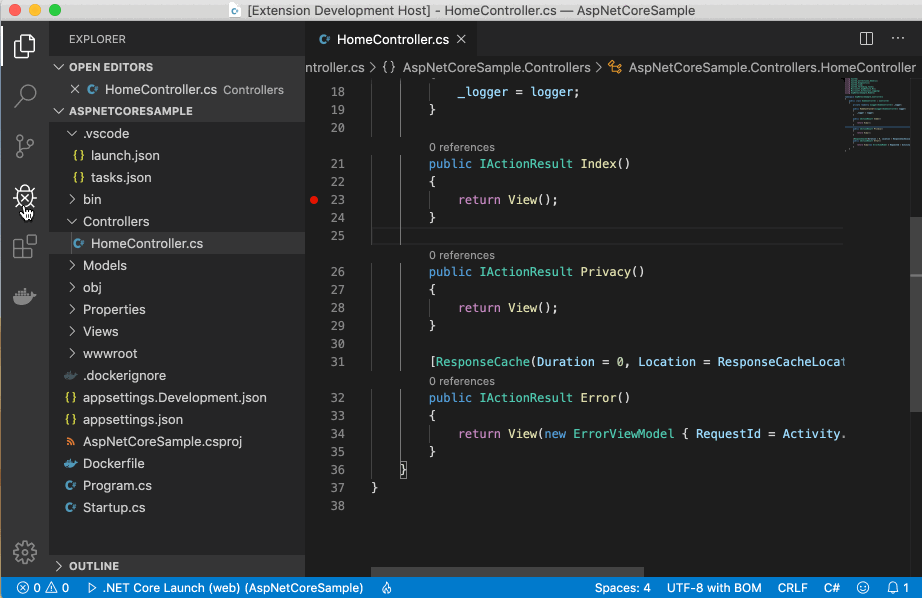 [Extension Development Host] - HomeController.cs — AspNetCoreSample
EXPLORER
OPEN EDITORS
HomeController.cs Controllers
ASPNETCORESAMPLE
.vscode
{} launch.json
{} tasks.json
bin
Controllers
C# HomeController.cs
Models
obj
Properties
Views
wwwroot
.dockerignore
{} appsettings.Development.json
{} appsettings.json
AspNetCoreSample.csproj
Dockerfile
C# Program.cs
C# Startup.cs
OUTLINE
C# HomeController.cs
ntroller.cs > {} AspNetCoreSample.Controllers > AspNetCoreSample.Controllers.HomeController
18 _logger = logger;
19 }
20
0 references
21 public IActionResult Index()
22 {
23 return View();
24 }
25
0 references
26 public IActionResult Privacy()
27 {
28 return View();
29 }
30
31 [ResponseCache(Duration = 0, Location = ResponseCacheLocat
0 references
32 public IActionResult Error()
33 {
34 return View(new ErrorViewModel { RequestId = Activity.
35 }
36 }
37 }
38
0 0 .NET Core Launch (web) (AspNetCoreSample) Spaces: 4 UTF-8 with BOM CRLF C# 1